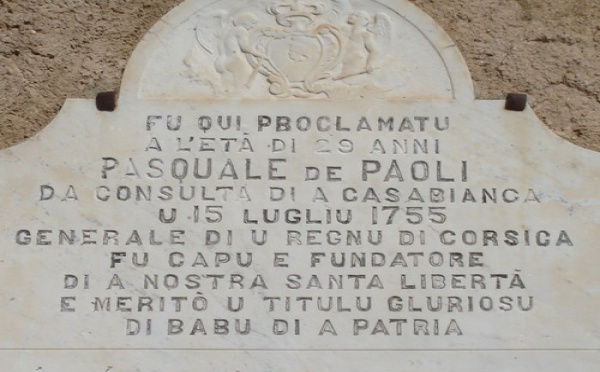 FU QUI PROCLAMATU
A L'ETÀ DI 29 ANNI
PASQUALE DE PAOLI
DA CONSULTA DI A CASABIANCA
U 15 LUGLIU 1755
GENERALE DI U REGNU DI CORSICA
FU CAPU E FUNDATORE
DI A NOSTRA SANTA LIBERTÀ
E MERITÒ U TITULU GLURIOSU
DI BABU DI A PATRIA